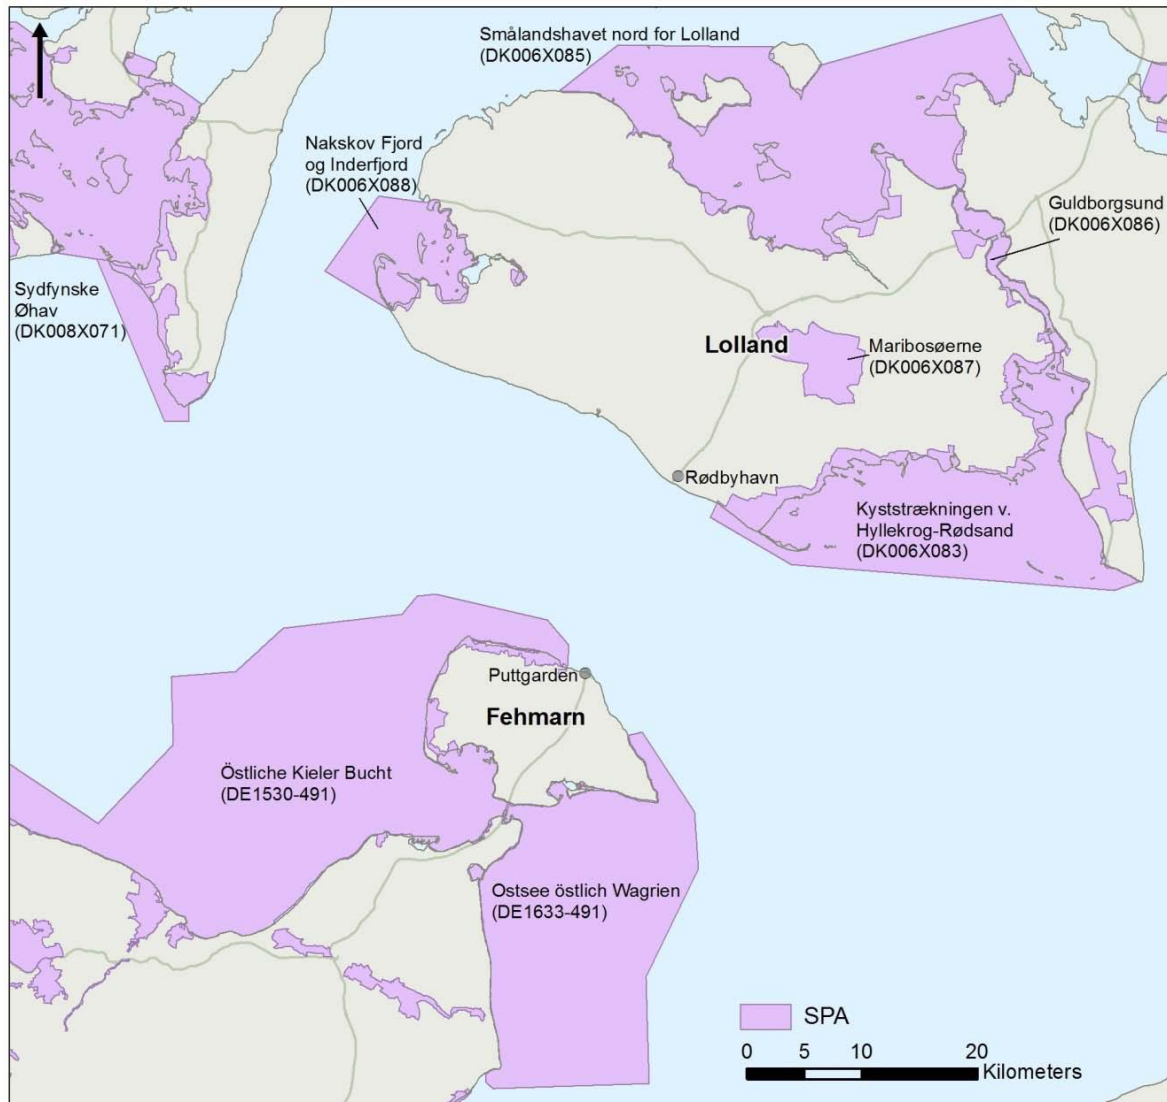 Smålandshavet nord for Lolland
(DK006X085)
Nakskov Fjord
og Inderfjord
(DK006X088)
Guldborgsund
(DK006X086)
Sydfynske
Øhav
(DK008X071)
Lolland
Maribosøerne
(DK006X087)
Rødbyhavn
Kyststrækningen v.
Hyllekrog-Rødsand
(DK006X083)
Puttgarden
Fehmarn
Östliche Kieler Bucht
(DE1530-491)
Ostsee östlich Wagrien
(DE1633-491)
SPA
0 5 10 20
Kilometers